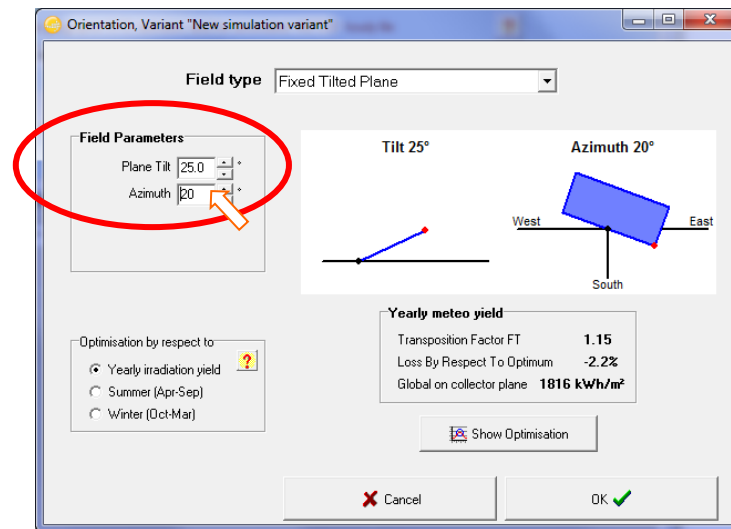 Orientation, Variant "New simulation variant"
Field type Fixed Tilted Plane
Field Parameters
Plane Tilt 25.0 °
Azimuth 20 °
Tilt 25°
Azimuth 20°
West
East
South
Optimisation by respect to
Yearly irradiation yield
?
Summer (Apr-Sep)
Winter (Oct-Mar)
Yearly meteo yield
Transposition Factor FT 1.15
Loss By Respect To Optimum -2.2%
Global on collector plane 1816 kWh/m²
Show Optimisation
Cancel
OK